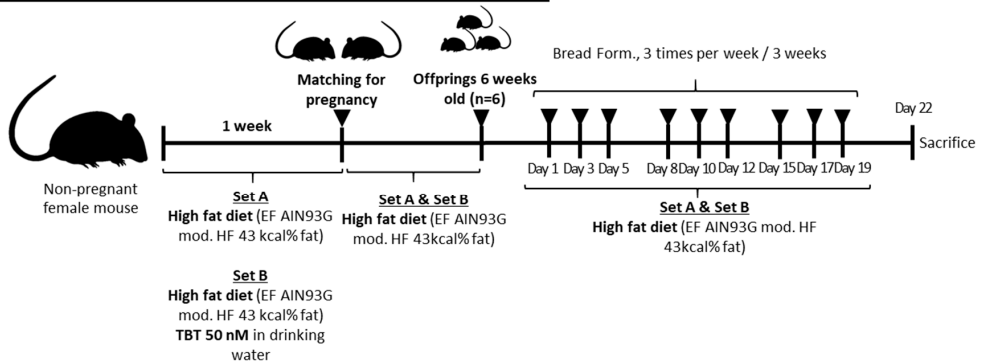 Bread Form., 3 times per week / 3 weeks
Matching for
pregnancy
Offprings 6 weeks
old (n=6)
Day 22
1 week
Sacrifice
Day 1
Day 3
Day 5
Day 8
Day 10
Day 12
Day 15
Day 17
Day 19
Non-pregnant
female mouse
Set A
High fat diet (EF AIN93G
mod. HF 43 kcal% fat)
Set B
High fat diet (EF AIN93G
mod. HF 43 kcal% fat)
TBT 50 nM in drinking
water
Set A & Set B
High fat diet (EF AIN93G
mod. HF 43kcal% fat)
Set A & Set B
High fat diet (EF AIN93G mod. HF
43kcal% fat)